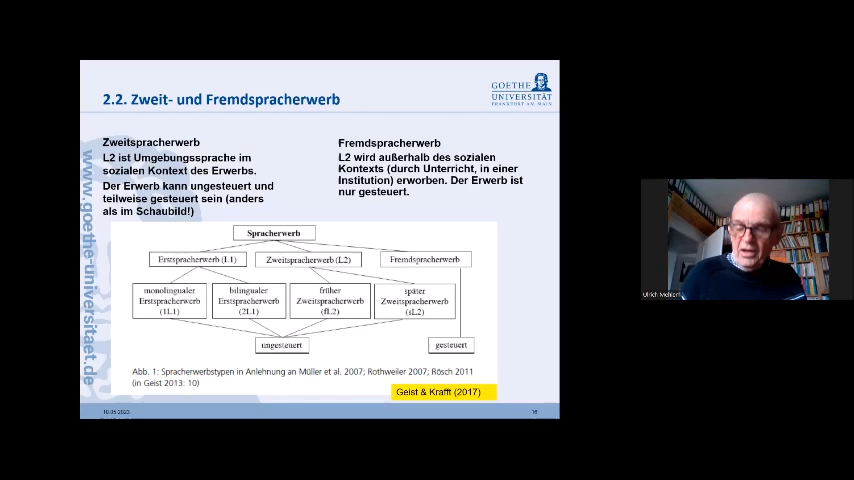 2.2. Zweit- und Fremdspracherwerb
GOETHE
UNIVERSITÄT
FRANKFURT AM MAIN
www.goethe-universitaet.de
Zweitspracherwerb
L2 ist Umgebungssprache im
sozialen Kontext des Erwerbs.
Der Erwerb kann ungesteuert und
teilweise gesteuert sein (anders
als im Schaubild!)
Fremdspracherwerb
L2 wird außerhalb des sozialen
Kontexts (durch Unterricht, in einer
Institution) erworben. Der Erwerb ist
nur gesteuert.
Spracherwerb
Erstspracherwerb (L1)
Zweitspracherwerb (L2)
Fremdspracherwerb
monolingualer
Erstspracherwerb
(1L1)
bilingualer
Erstspracherwerb
(2L1)
früher
Zweitspracherwerb
(fL2)
später
Zweitspracherwerb
(sL2)
ungesteuert
gesteuert
Abb. 1: Spracherwerbstypen in Anlehnung an Müller et al. 2007; Rothweiler 2007; Rösch 2011
(in Geist 2013: 10)
Geist & Krafft (2017)
10.05.2023
Ulrich